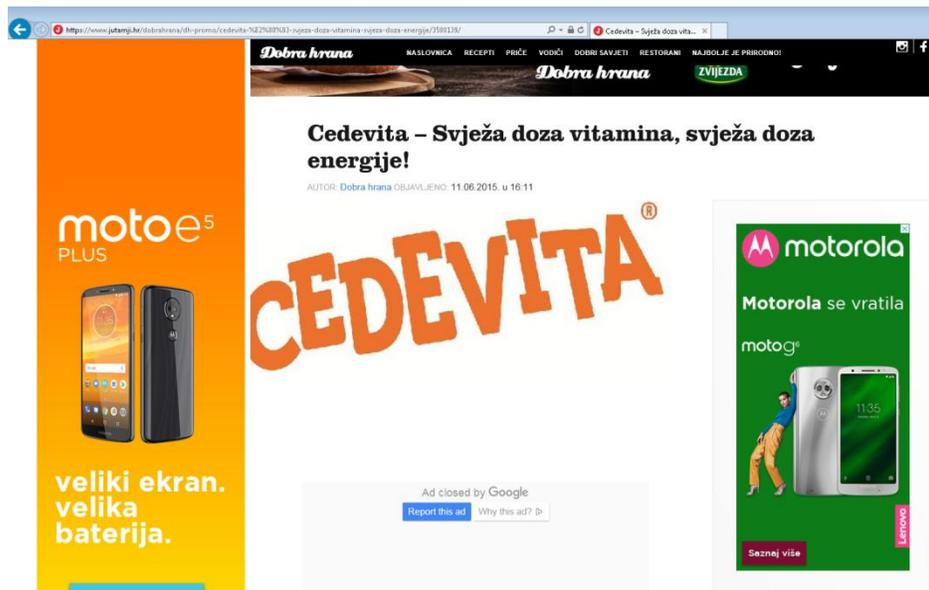 https://www.jutarnji.hr/dobrahrana/dh-promo/cedevita-%E2%80%93-svjeza-doza-vitamina-svjeza-doza-energije/3580139/
Cedevita – Svježa doza vita...
Dobra hrana
NASLOVNICA RECEPTI PRIČE VODIČI DOBRI SAVJETI RESTORANI NAJBOLJE JE PRIRODNO!
Dobra hrana
ZVIJEZDA
Cedevita – Svježa doza vitamina, svježa doza
energije!
AUTOR: Dobra hrana OBJAVLJENO: 11.06.2015. u 16:11
CEDEVITA®
moto e5
PLUS
veliki ekran.
velika
baterija.
Ad closed by Google
Report this ad
Why this ad?
motorola
Motorola se vratila
moto g6
11:35
Lenovo
Saznaj više